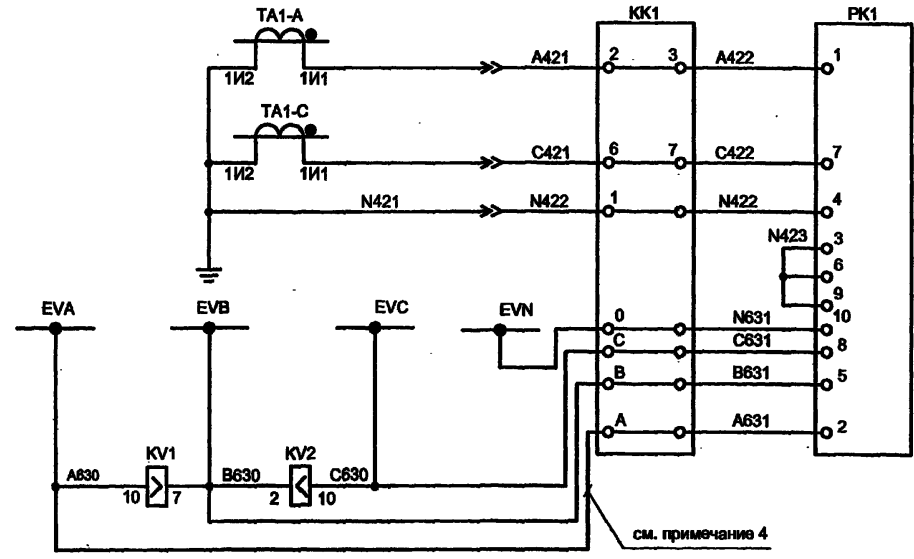 TA1-A
KK1
PK1
1И2
1И1
A421
2
3
A422
1
TA1-C
1И2
1И1
C421
6
7
C422
7
N421
N422
1
N422
4
N423
3
6
9
EVA
EVB
EVC
EVN
0
N631
10
C
C631
8
B
B631
5
A
A631
2
KV1
KV2
A630
10
7
B630
2
10
C630
см. примечание 4